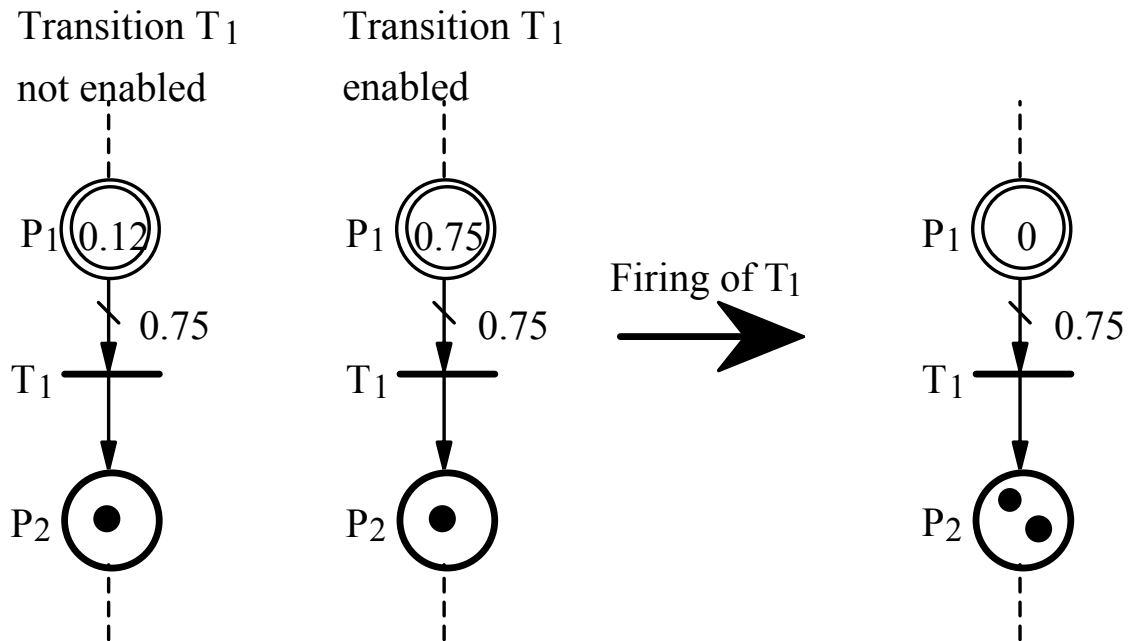 Transition T1
not enabled
Transition T1
enabled
P1
0.12
0.75
T1
P2
P1
0.75
0.75
T1
P2
Firing of T1
P1
0
0.75
T1
P2